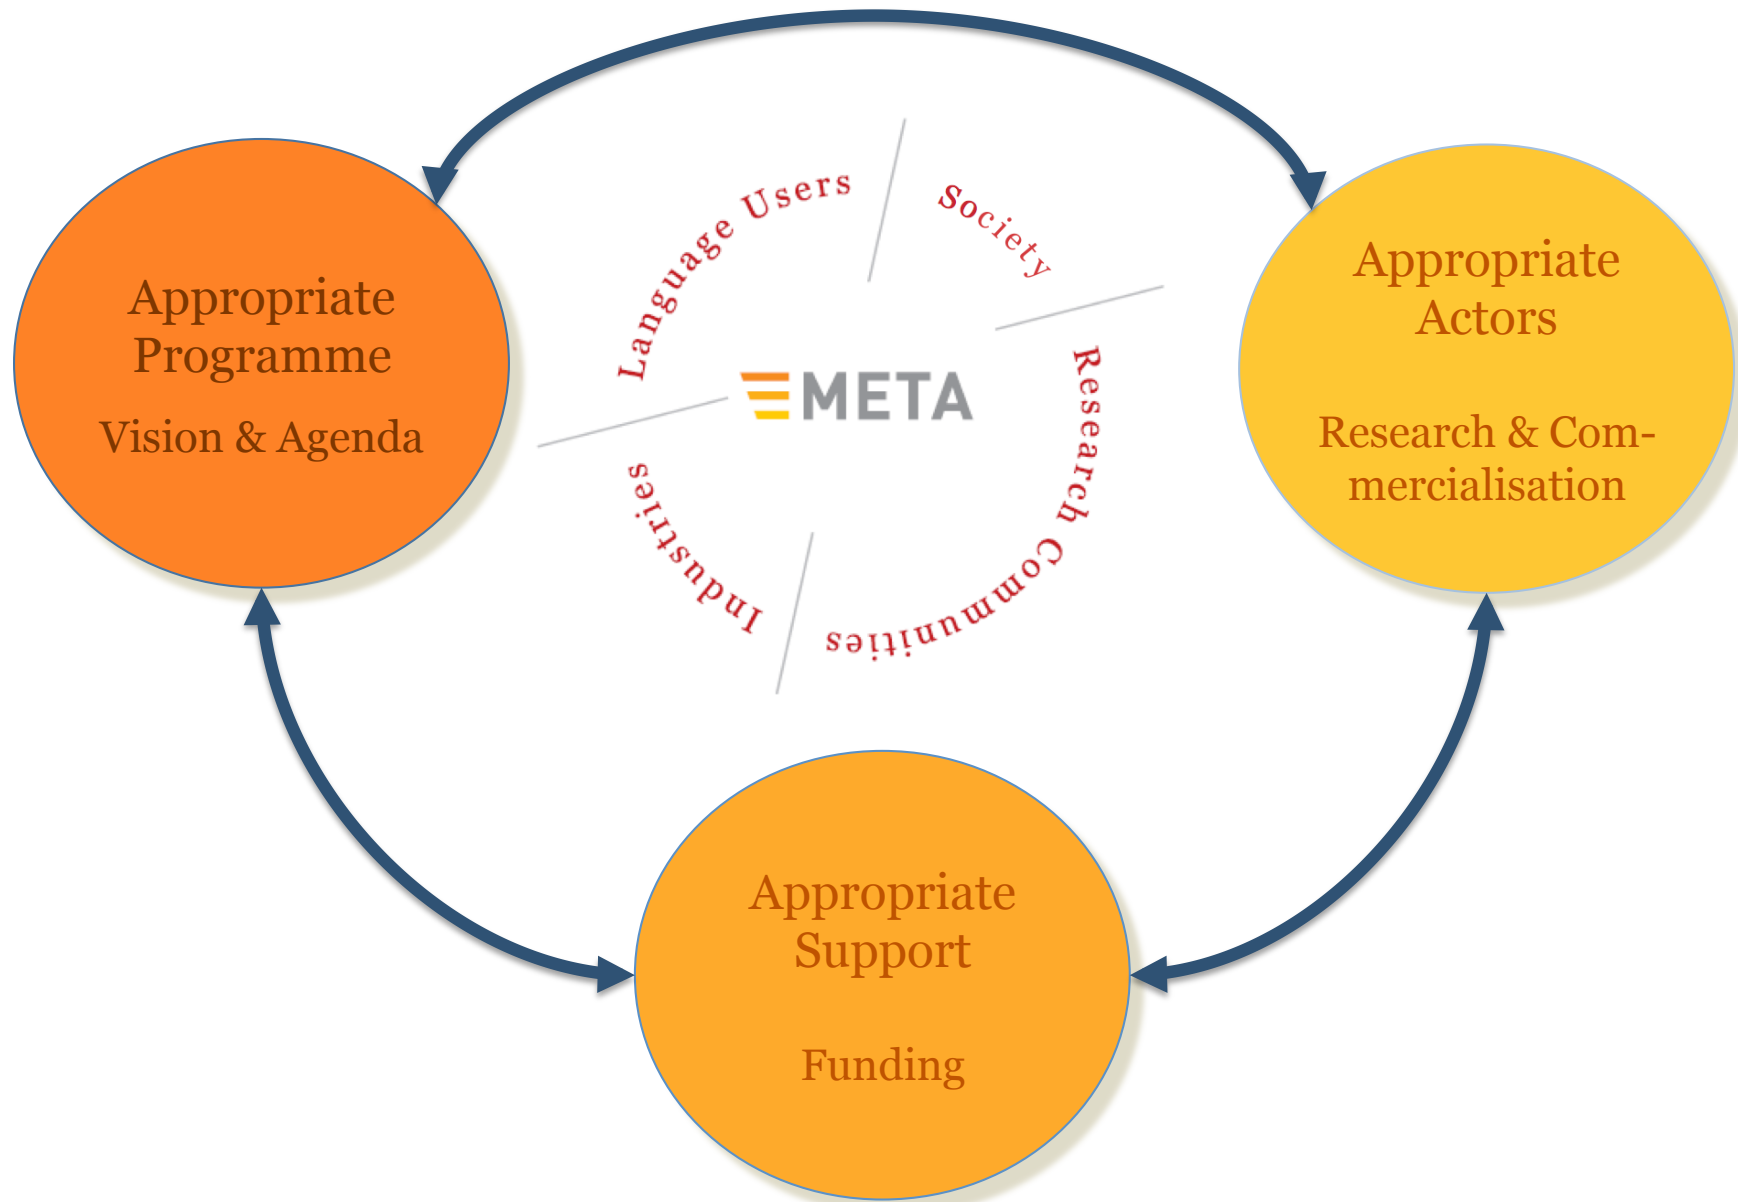 Language Users
Society
Appropriate
Programme
Vision & Agenda
META
Research Communities
Industries
Appropriate
Actors
Research & Com-
mercialisation
Appropriate
Support
Funding